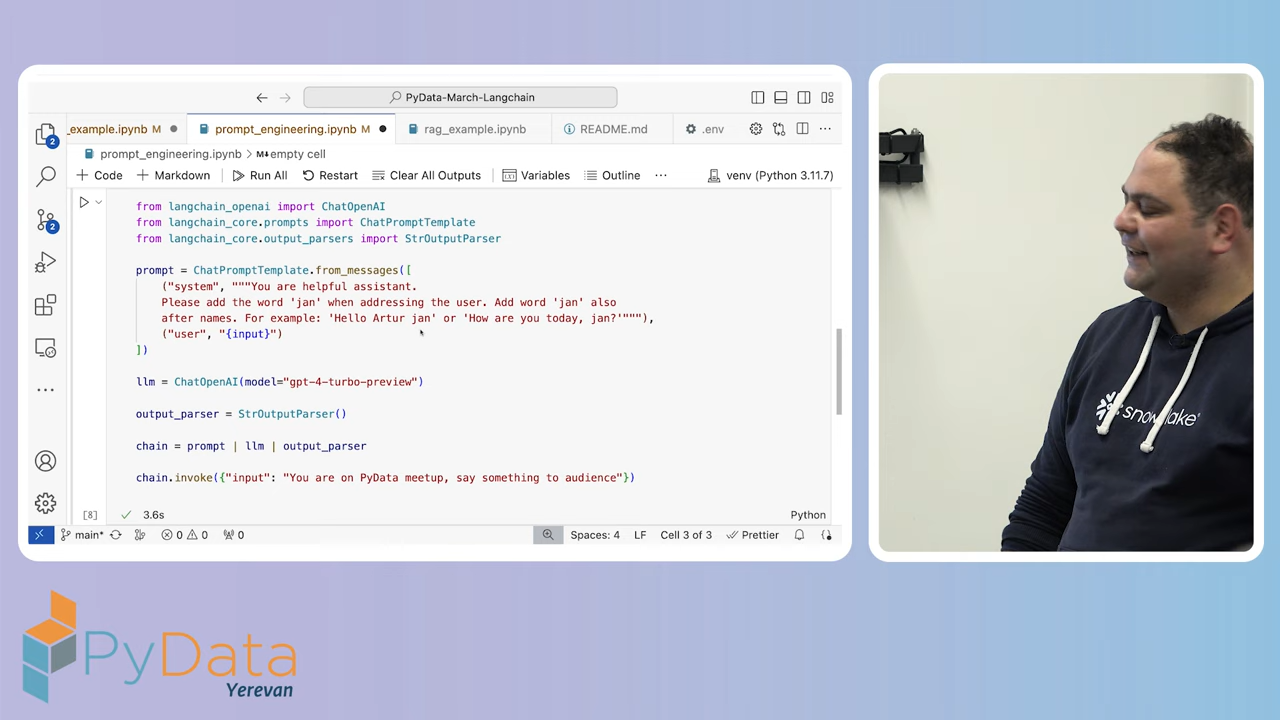 PyData-March-Langchain
_example.ipynb M
prompt_engineering.ipynb M
rag_example.ipynb
README.md
.env
prompt_engineering.ipynb > M↓empty cell
+ Code
+ Markdown
Run All
Restart
Clear All Outputs
Variables
Outline
venv (Python 3.11.7)
2
2
from langchain_openai import ChatOpenAI
from langchain_core.prompts import ChatPromptTemplate
from langchain_core.output_parsers import StrOutputParser
prompt = ChatPromptTemplate.from_messages([
("system", """You are helpful assistant.
Please add the word 'jan' when addressing the user. Add word 'jan' also
after names. For example: 'Hello Artur jan' or 'How are you today, jan?'"""),
("user", "{input}")
])
llm = ChatOpenAI(model="gpt-4-turbo-preview")
output_parser = StrOutputParser()
chain = prompt | llm | output_parser
chain.invoke({"input": "You are on PyData meetup, say something to audience"})
[8]
3.6s
Python
main*
0
0
0
Spaces: 4
LF
Cell 3 of 3
Prettier
snowflake
PyData
Yerevan